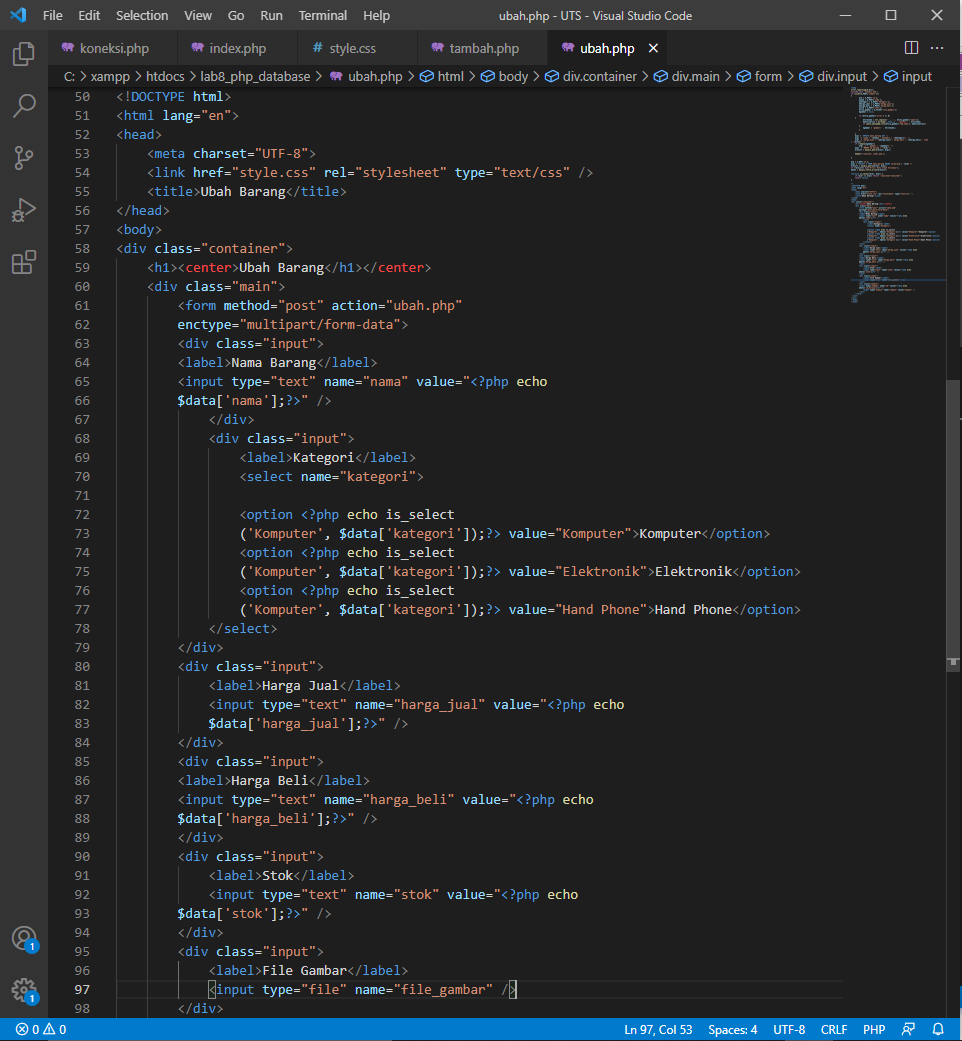 File Edit Selection View Go Run Terminal Help ubah.php - UTS - Visual Studio Code
koneksi.php index.php # style.css tambah.php ubah.php
C: > xampp > htdocs > lab8_php_database > ubah.php > html > body > div.container > div.main > form > div.input > input
50 <!DOCTYPE html>
51 <html lang="en">
52 <head>
53 <meta charset="UTF-8">
54 <link href="style.css" rel="stylesheet" type="text/css" />
55 <title>Ubah Barang</title>
56 </head>
57 <body>
58 <div class="container">
59 <h1><center>Ubah Barang</h1></center>
60 <div class="main">
61 <form method="post" action="ubah.php"
62 enctype="multipart/form-data">
63 <div class="input">
64 <label>Nama Barang</label>
65 <input type="text" name="nama" value="<?php echo
66 $data['nama'];?>" />
67 </div>
68 <div class="input">
69 <label>Kategori</label>
70 <select name="kategori">
71
72 <option <?php echo is_select
73 ('Komputer', $data['kategori']);?> value="Komputer">Komputer</option>
74 <option <?php echo is_select
75 ('Komputer', $data['kategori']);?> value="Elektronik">Elektronik</option>
76 <option <?php echo is_select
77 ('Komputer', $data['kategori']);?> value="Hand Phone">Hand Phone</option>
78 </select>
79 </div>
80 <div class="input">
81 <label>Harga Jual</label>
82 <input type="text" name="harga_jual" value="<?php echo
83 $data['harga_jual'];?>" />
84 </div>
85 <div class="input">
86 <label>Harga Beli</label>
87 <input type="text" name="harga_beli" value="<?php echo
88 $data['harga_beli'];?>" />
89 </div>
90 <div class="input">
91 <label>Stok</label>
92 <input type="text" name="stok" value="<?php echo
93 $data['stok'];?>" />
94 </div>
95 <div class="input">
96 <label>File Gambar</label>
97 <input type="file" name="file_gambar" />
98 </div>
1
1
0 0 Ln 97, Col 53 Spaces: 4 UTF-8 CRLF PHP